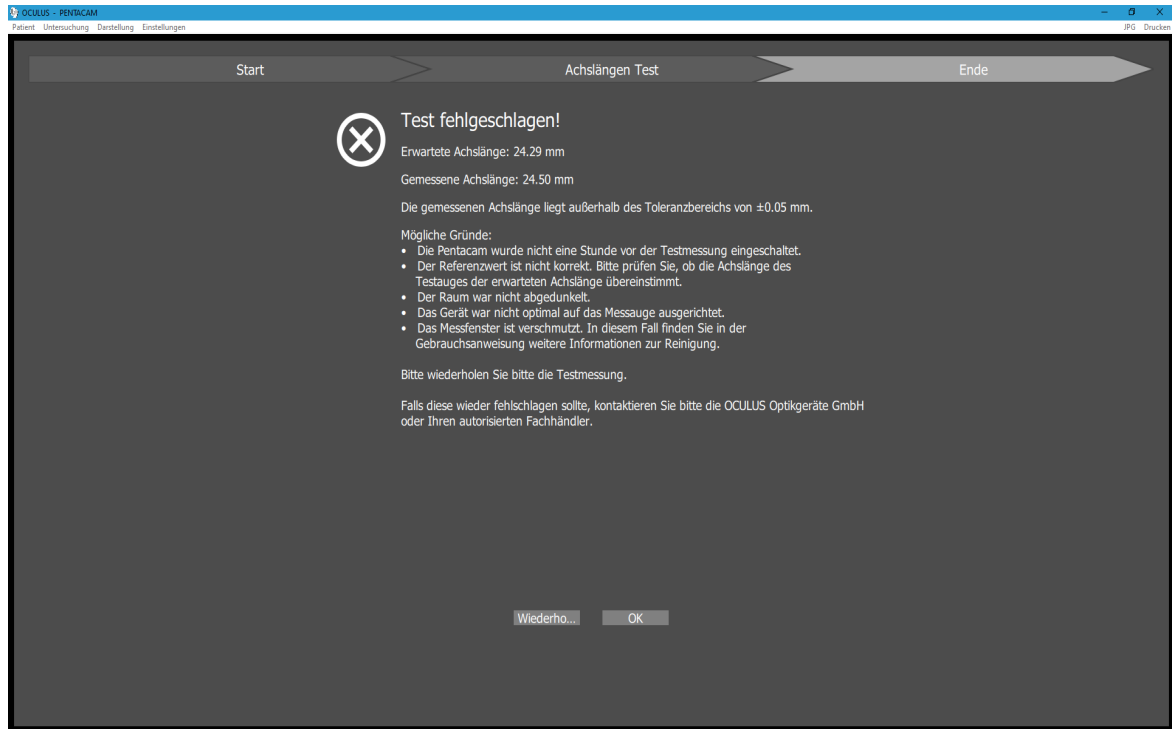 OCULUS - PENTACAM
Patient Untersuchung Darstellung Einstellungen JPG Drucken
Start Achslängen Test Ende
Test fehlgeschlagen!
Erwartete Achslänge: 24.29 mm
Gemessene Achslänge: 24.50 mm
Die gemessenen Achslänge liegt außerhalb des Toleranzbereichs von ±0.05 mm.
Mögliche Gründe:
• Die Pentacam wurde nicht eine Stunde vor der Testmessung eingeschaltet.
• Der Referenzwert ist nicht korrekt. Bitte prüfen Sie, ob die Achslänge des
Testauges der erwarteten Achslänge übereinstimmt.
• Der Raum war nicht abgedunkelt.
• Das Gerät war nicht optimal auf das Messauge ausgerichtet.
• Das Messfenster ist verschmutzt. In diesem Fall finden Sie in der
Gebrauchsanweisung weitere Informationen zur Reinigung.
Bitte wiederholen Sie bitte die Testmessung.
Falls diese wieder fehlschlagen sollte, kontaktieren Sie bitte die OCULUS Optikgeräte GmbH
oder Ihren autorisierten Fachhändler.
Wiederho... OK